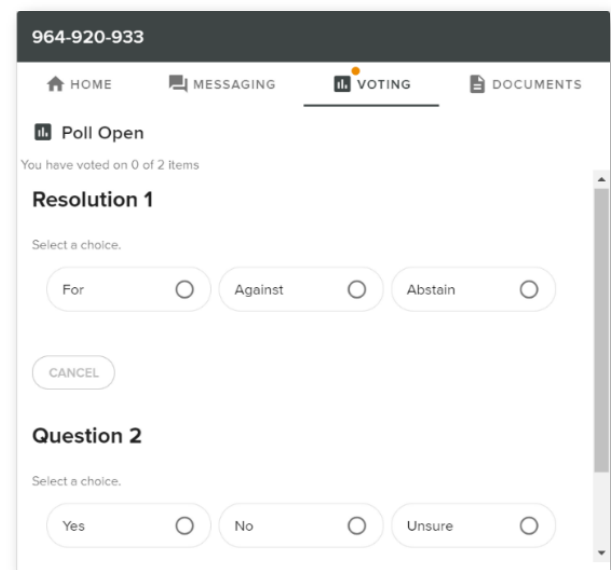 964-920-933
HOME MESSAGING VOTING DOCUMENTS
Poll Open
You have voted on 0 of 2 items
Resolution 1
Select a choice.
For Against Abstain
CANCEL
Question 2
Select a choice.
Yes No Unsure